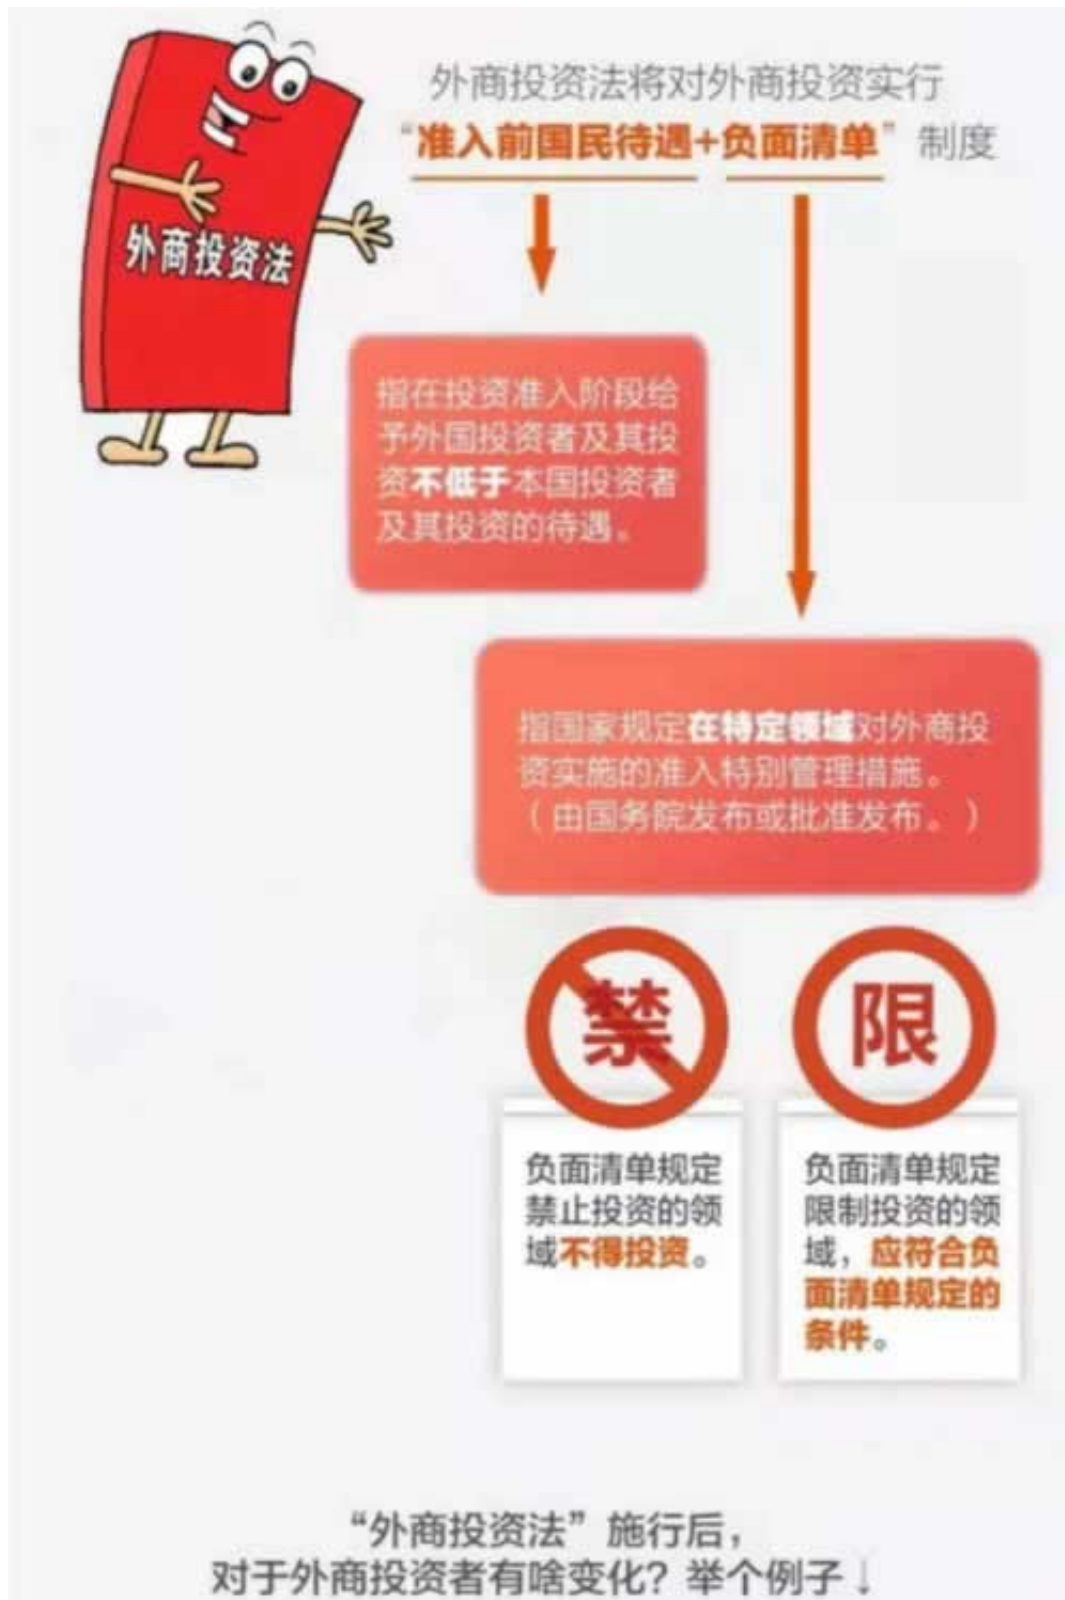 外商投资法将对外商投资实行
“准入前国民待遇+负面清单” 制度
外商投资法
指在投资准入阶段给
予外国投资者及其投
资不低于本国投资者
及其投资的待遇。
指国家规定在特定领域对外商投
资实施的准入特别管理措施。
（由国务院发布或批准发布。）
禁
负面清单规定
禁止投资的领
域不得投资。
限
负面清单规定
限制投资的领
域，应符合负
面清单规定的
条件。
“外商投资法”施行后，
对于外商投资者有啥变化？举个例子↓